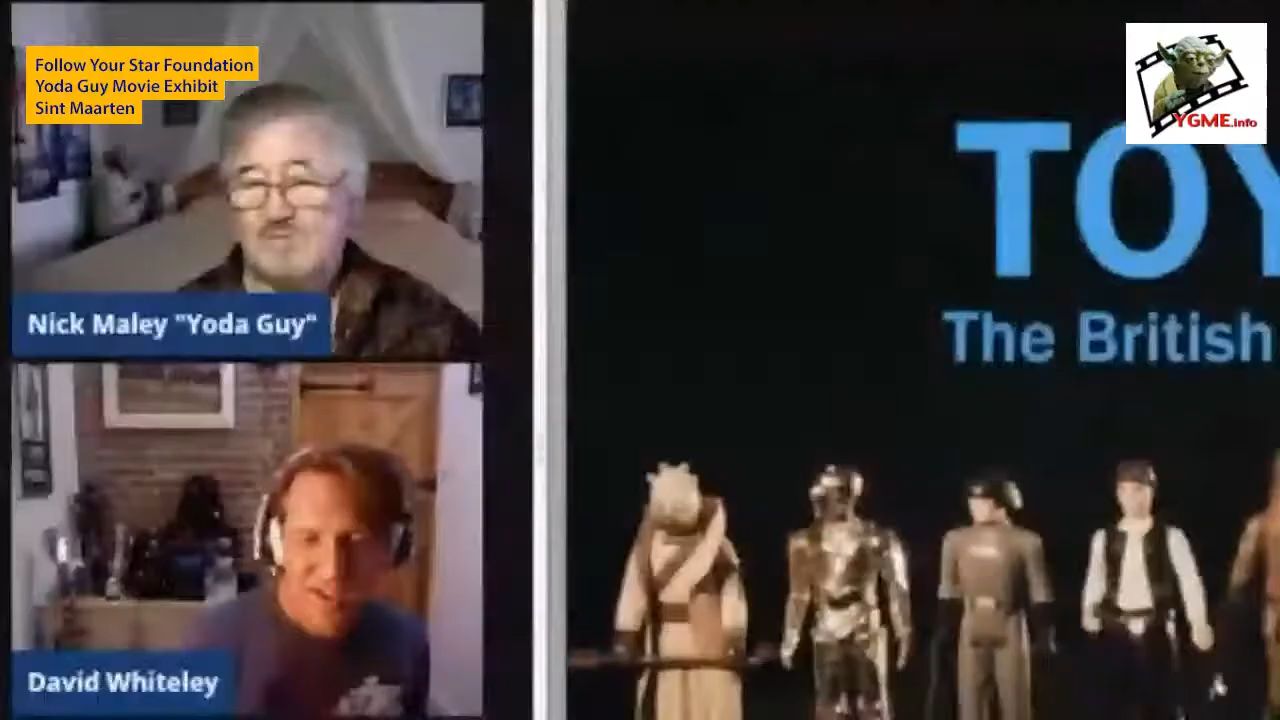 Follow Your Star Foundation
Yoda Guy Movie Exhibit
Sint Maarten
YGME.info
TOY
The British
Nick Maley "Yoda Guy"
David Whiteley